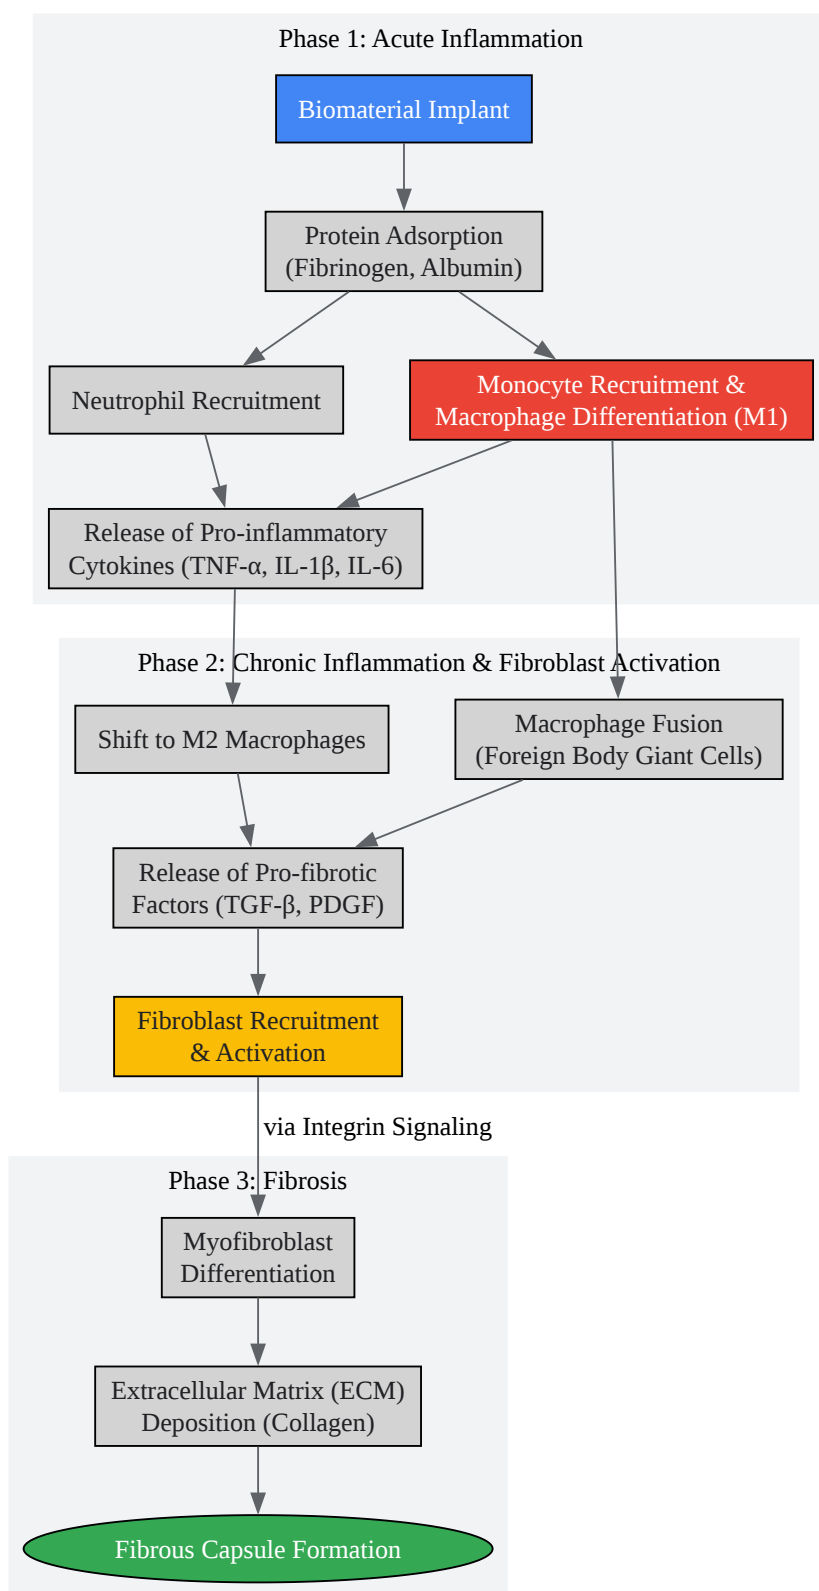 Phase 1: Acute Inflammation
Biomaterial Implant
Protein Adsorption
(Fibrinogen, Albumin)
Neutrophil Recruitment
Monocyte Recruitment &
Macrophage Differentiation (M1)
Release of Pro-inflammatory
Cytokines (TNF-α, IL-1β, IL-6)
Phase 2: Chronic Inflammation & Fibroblast Activation
Shift to M2 Macrophages
Macrophage Fusion
(Foreign Body Giant Cells)
Release of Pro-fibrotic
Factors (TGF-β, PDGF)
Fibroblast Recruitment
& Activation
via Integrin Signaling
Phase 3: Fibrosis
Myofibroblast
Differentiation
Extracellular Matrix (ECM)
Deposition (Collagen)
Fibrous Capsule Formation